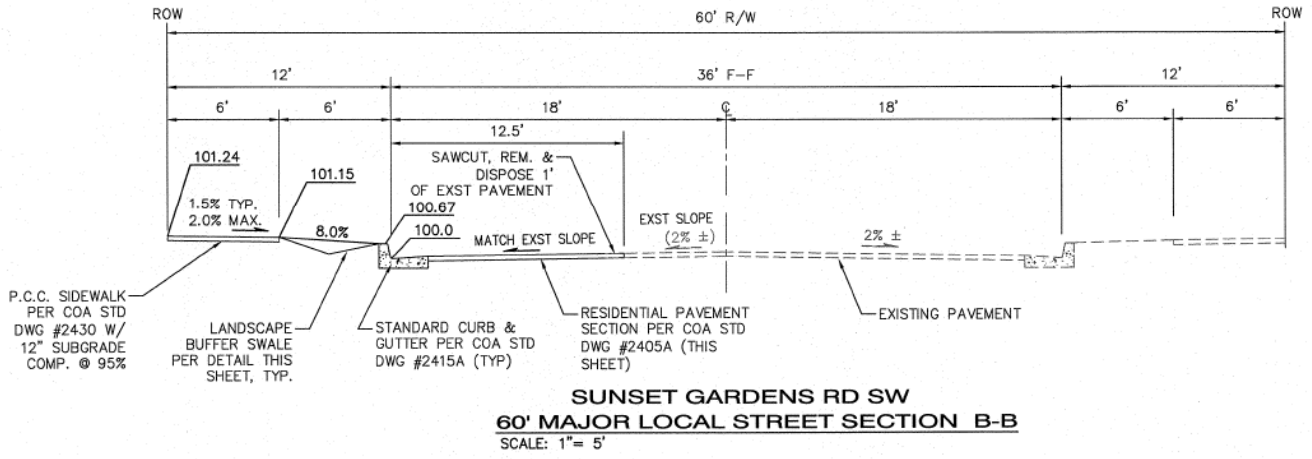 ROW
60' R/W
ROW
12'
36' F-F
12'
6'
6'
18'
℄
18'
6'
6'
12.5'
101.24
101.15
SAWCUT, REM. &
DISPOSE 1'
OF EXST PAVEMENT
1.5% TYP.
2.0% MAX.
8.0%
100.67
100.0
MATCH EXST SLOPE
EXST SLOPE
(2% ±)
2% ±
P.C.C. SIDEWALK
PER COA STD
DWG #2430 W/
12" SUBGRADE
COMP. @ 95%
LANDSCAPE
BUFFER SWALE
PER DETAIL THIS
SHEET, TYP.
STANDARD CURB &
GUTTER PER COA STD
DWG #2415A (TYP)
RESIDENTIAL PAVEMENT
SECTION PER COA STD
DWG #2405A (THIS
SHEET)
EXISTING PAVEMENT
SUNSET GARDENS RD SW
60' MAJOR LOCAL STREET SECTION B-B
SCALE: 1"= 5'